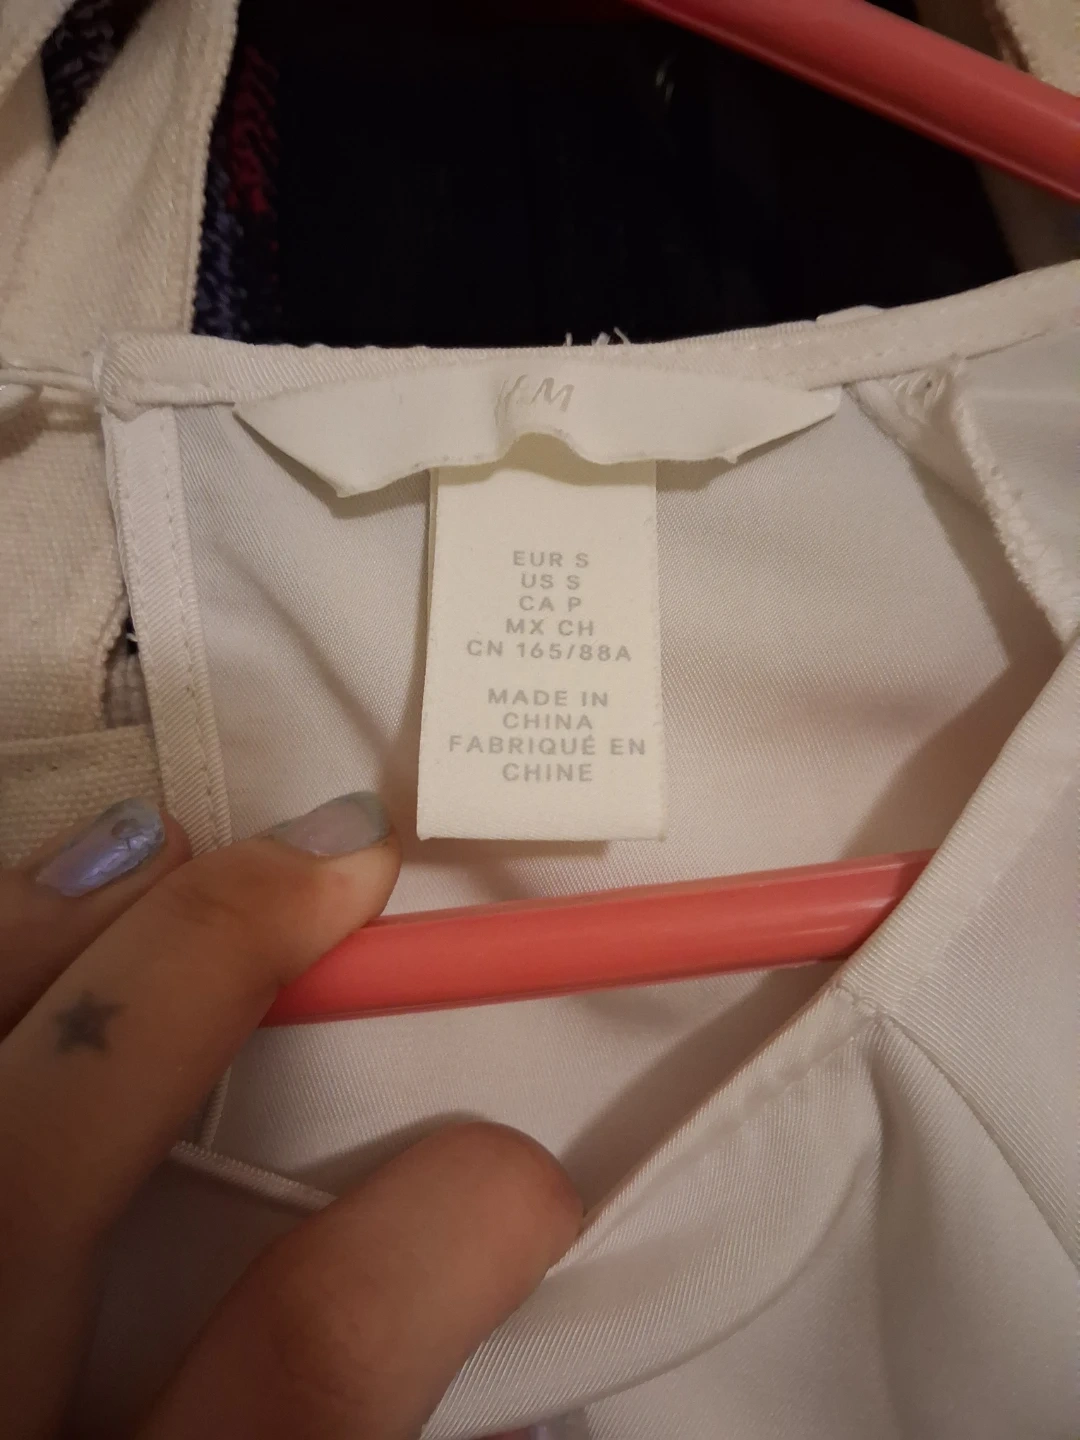 H&M
EUR S
US S
CA P
MX CH
CN 165/88A
MADE IN
CHINA
FABRIQUÉ EN
CHINE